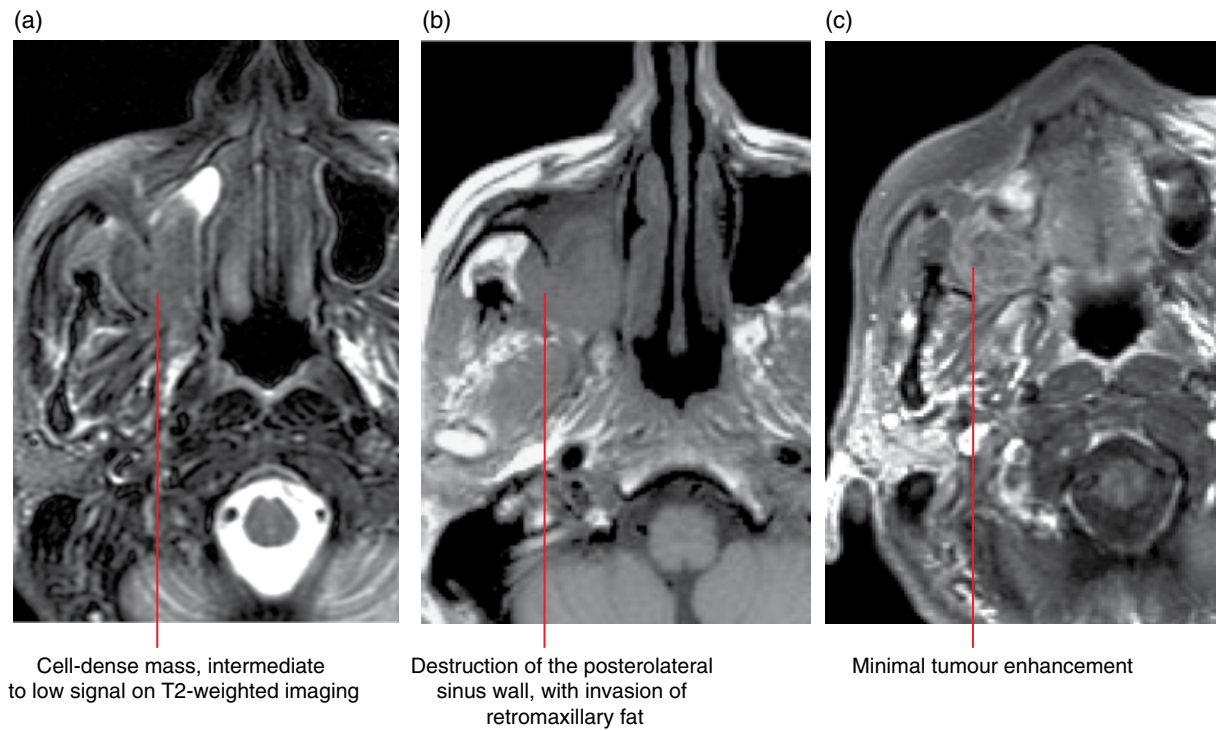 (a)
(b)
(c)
Cell-dense mass, intermediate
to low signal on T2-weighted imaging
Destruction of the posterolateral
sinus wall, with invasion of
retromaxillary fat
Minimal tumour enhancement